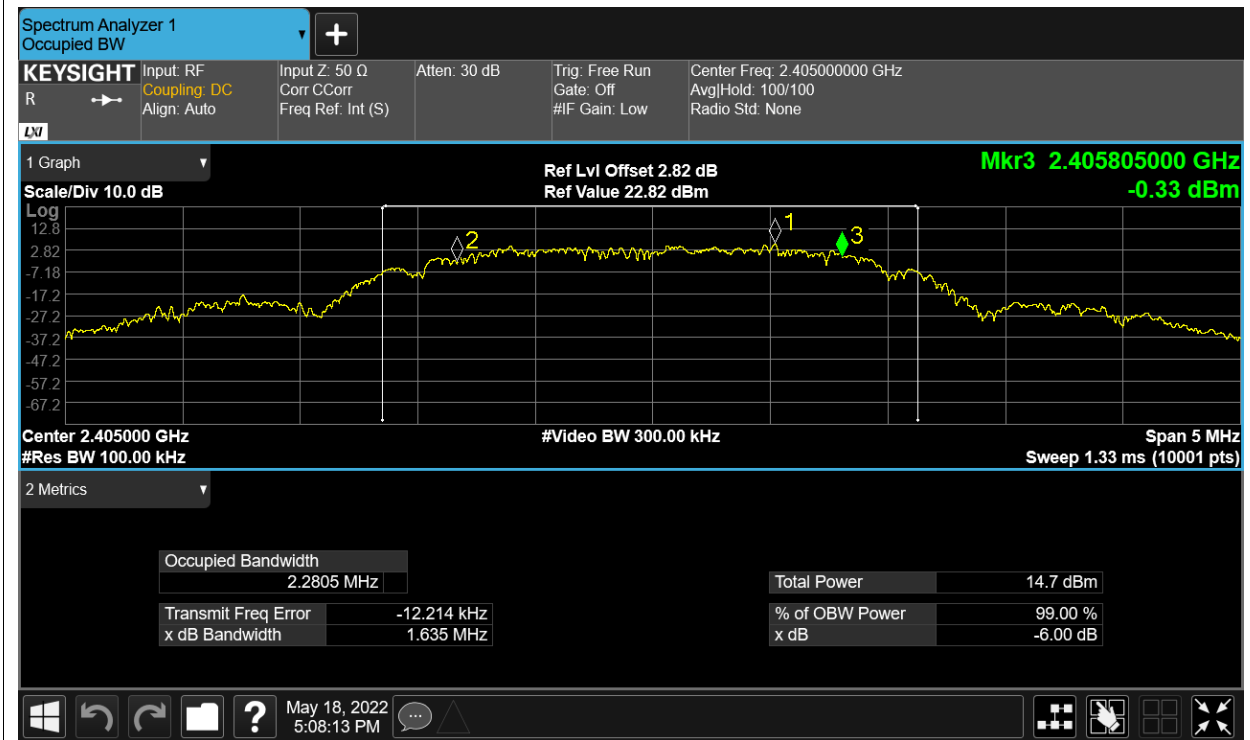 Spectrum Analyzer 1
Occupied BW
+
KEYSIGHT Input: RF Input Z: 50 Ω Atten: 30 dB Trig: Free Run Center Freq: 2.405000000 GHz
R Coupling: DC Corr CCorr Gate: Off Avg|Hold: 100/100
Align: Auto Freq Ref: Int (S) #IF Gain: Low Radio Std: None
LXI
1 Graph Ref Lvl Offset 2.82 dB Mkr3 2.405805000 GHz
Scale/Div 10.0 dB Ref Value 22.82 dBm -0.33 dBm
Log
12.8
2.82
-7.18
-17.2
-27.2
-37.2
-47.2
-57.2
-67.2
2
1
3
Center 2.405000 GHz #Video BW 300.00 kHz Span 5 MHz
#Res BW 100.00 kHz Sweep 1.33 ms (10001 pts)
2 Metrics
Occupied Bandwidth
2.2805 MHz Total Power 14.7 dBm
Transmit Freq Error -12.214 kHz % of OBW Power 99.00 %
x dB Bandwidth 1.635 MHz x dB -6.00 dB
? May 18, 2022
5:08:13 PM